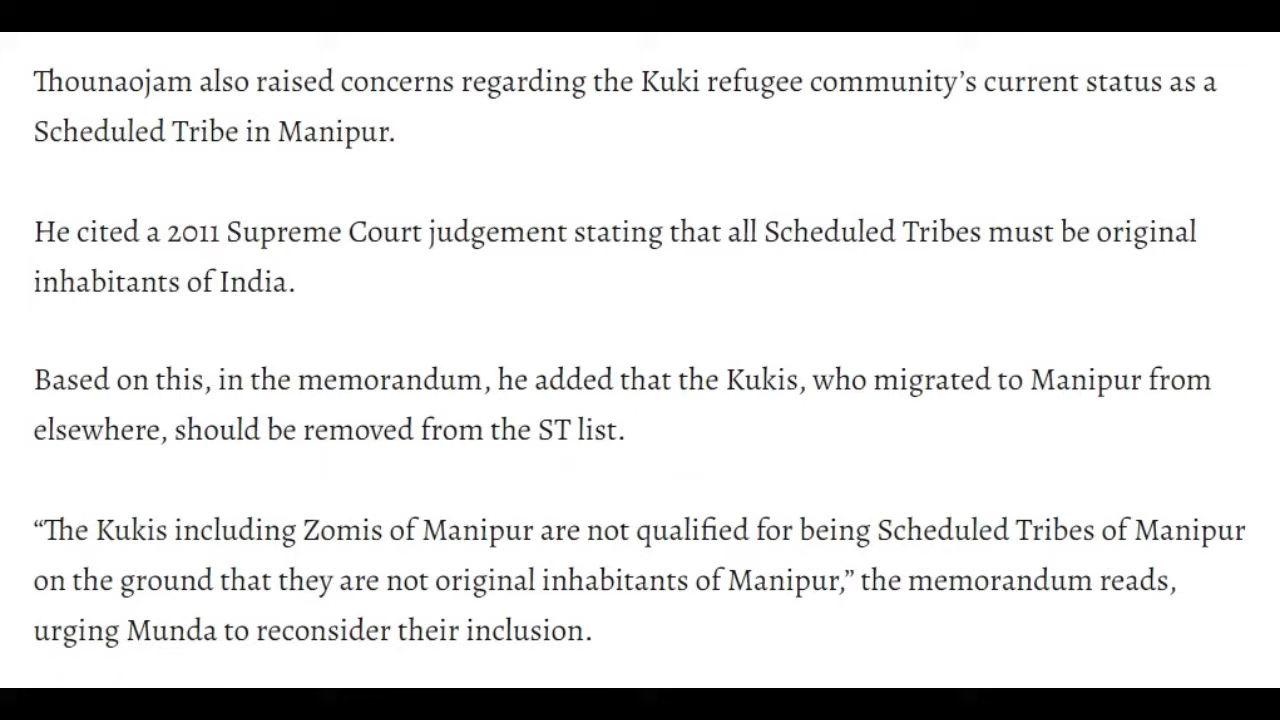 Thounaojam also raised concerns regarding the Kuki refugee community’s current status as a
Scheduled Tribe in Manipur.
He cited a 2011 Supreme Court judgement stating that all Scheduled Tribes must be original
inhabitants of India.
Based on this, in the memorandum, he added that the Kukis, who migrated to Manipur from
elsewhere, should be removed from the ST list.
“The Kukis including Zomis of Manipur are not qualified for being Scheduled Tribes of Manipur
on the ground that they are not original inhabitants of Manipur,” the memorandum reads,
urging Munda to reconsider their inclusion.